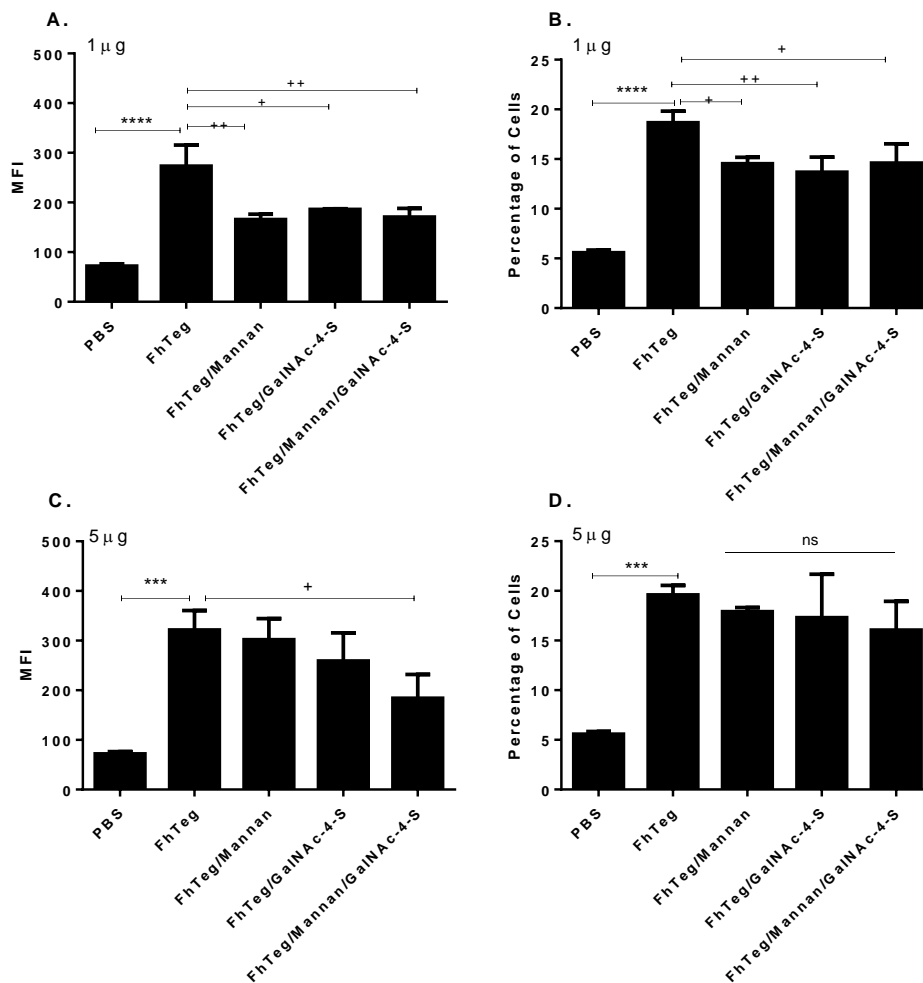 A.
1 μg
500
400
300
200
100
0
MFI
****
++
+
++
PBS
FhTeg
FhTeg/Mannan
FhTeg/GalNAc-4-S
FhTeg/Mannan/GalNAc-4-S
B.
1 μg
25
20
15
10
5
0
Percentage of Cells
+
++
****
+
PBS
FhTeg
FhTeg/Mannan
FhTeg/GalNAc-4-S
FhTeg/Mannan/GalNAc-4-S
C.
5 μg
500
400
300
200
100
0
MFI
***
+
PBS
FhTeg
FhTeg/Mannan
FhTeg/GalNAc-4-S
FhTeg/Mannan/GalNAc-4-S
D.
5 μg
25
20
15
10
5
0
Percentage of Cells
***
ns
PBS
FhTeg
FhTeg/Mannan
FhTeg/GalNAc-4-S
FhTeg/Mannan/GalNAc-4-S